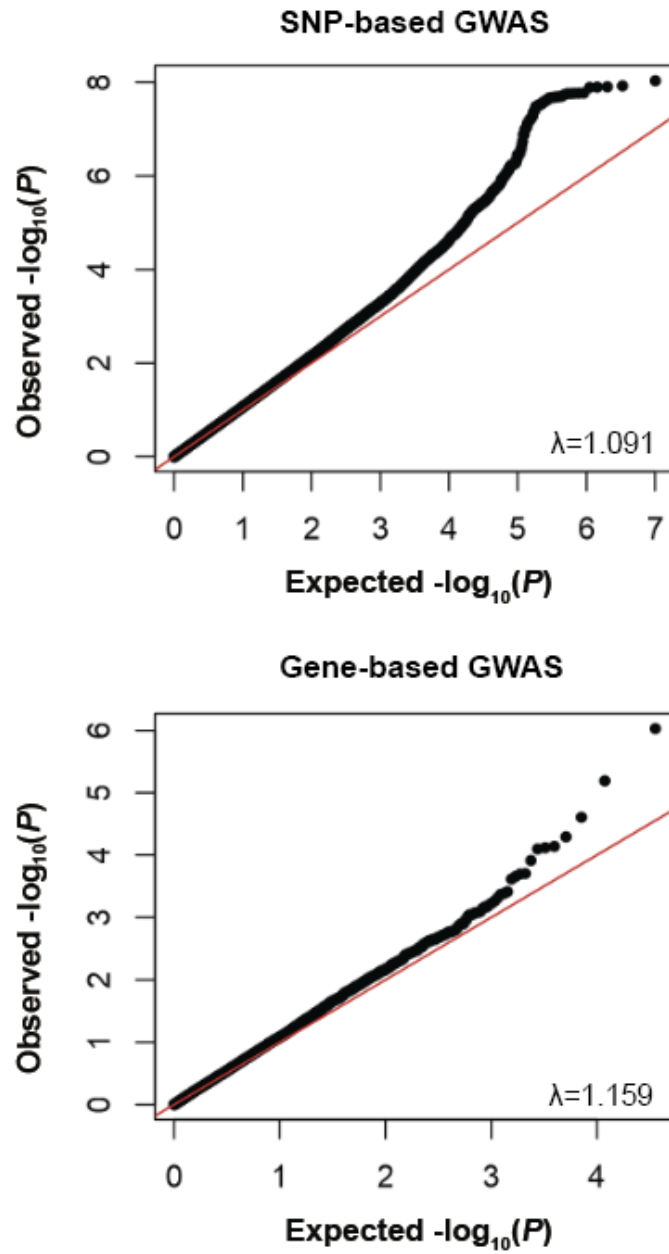 SNP-based GWAS
8
6
4
2
0
Observed -log₁₀(P)
λ=1.091
0 1 2 3 4 5 6 7
Expected -log₁₀(P)
Gene-based GWAS
6
5
4
3
2
1
0
Observed -log₁₀(P)
λ=1.159
0 1 2 3 4
Expected -log₁₀(P)